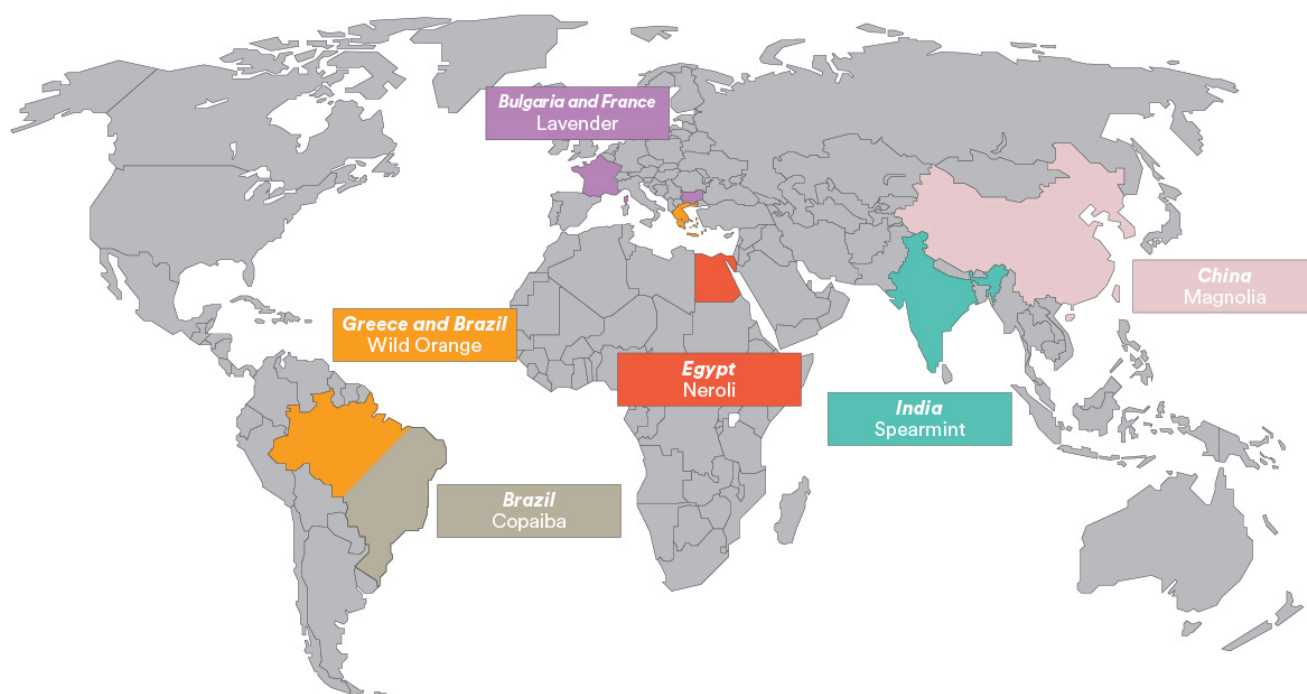 Bulgaria and France
Lavender
China
Magnolia
Greece and Brazil
Wild Orange
Egypt
Neroli
India
Spearmint
Brazil
Copaiba